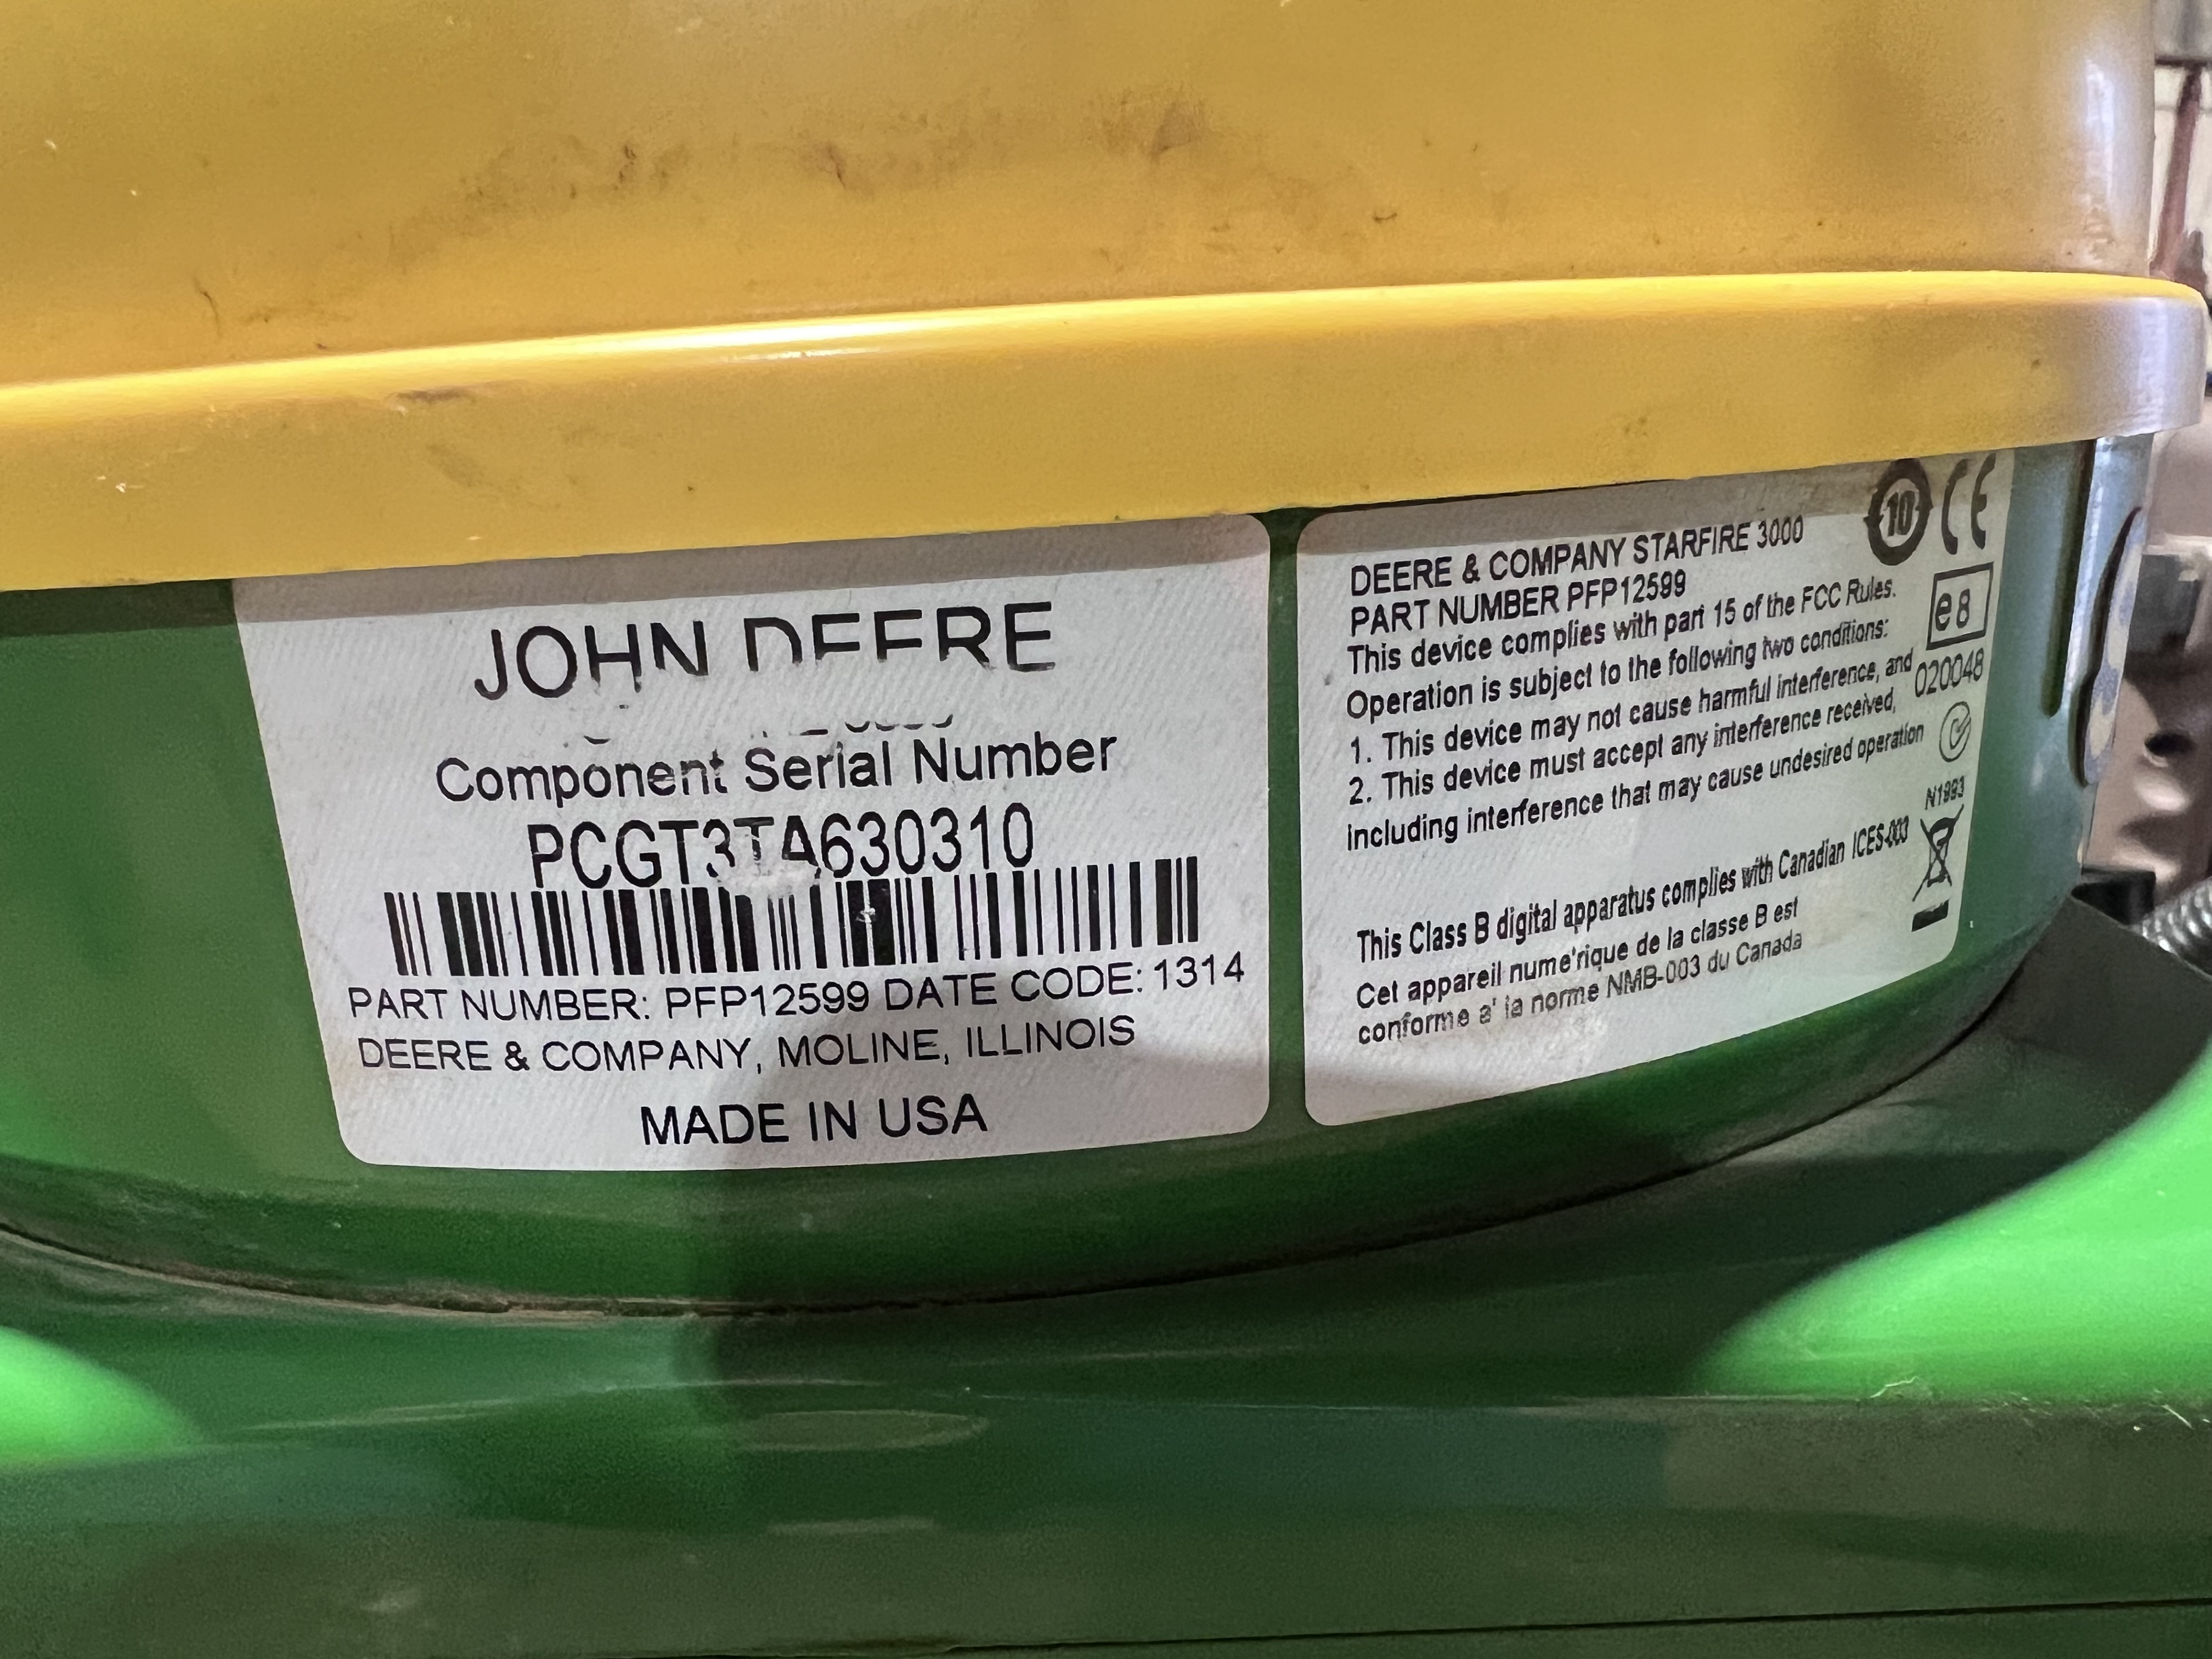 JOHN DEERE
Component Serial Number
PCGT3TA630310
PART NUMBER: PFP12599 DATE CODE: 1314
DEERE & COMPANY, MOLINE, ILLINOIS
MADE IN USA
DEERE & COMPANY STARFIRE 3000
PART NUMBER PFP12599
This device complies with part 15 of the FCC Rules.
Operation is subject to the following two conditions:
1. This device may not cause harmful interference, and
2. This device must accept any interference received,
including interference that may cause undesired operation
This Class B digital apparatus complies with Canadian ICES-003
Cet appareil nume'rique de la classe B est
conforme a' la norme NMB-003 du Canada
10
CE
e8
020048
N1993